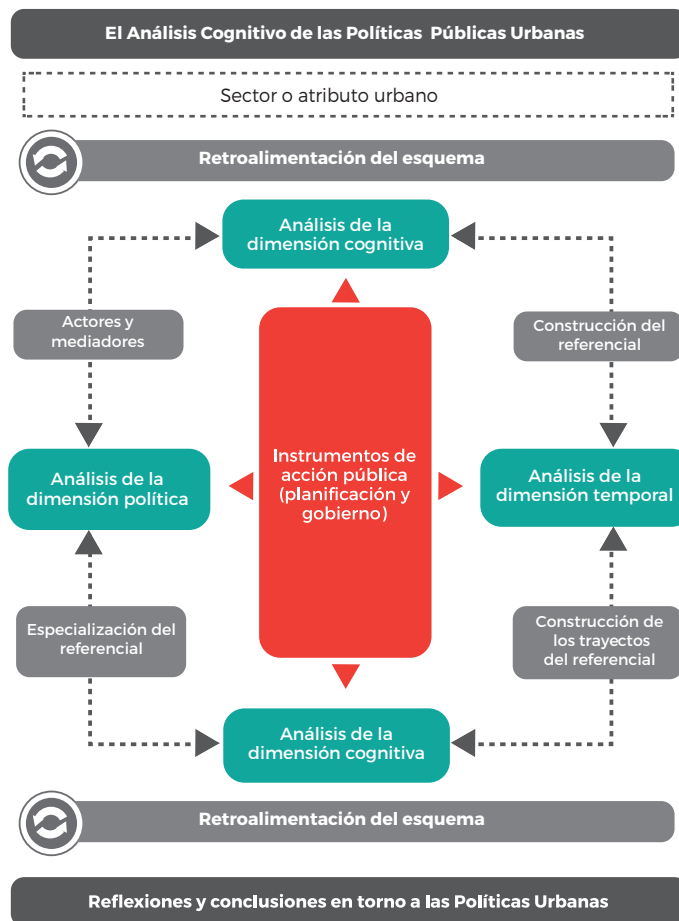 El Análisis Cognitivo de las Políticas Públicas Urbanas
Sector o atributo urbano
Retroalimentación del esquema
Análisis de la
dimensión cognitiva
Actores y
mediadores
Construcción del
referencial
Instrumentos de
acción pública
(planificación y
gobierno)
Análisis de la
dimensión política
Análisis de la
dimensión temporal
Especialización del
referencial
Construcción de
los trayectos
del referencial
Análisis de la
dimensión cognitiva
Retroalimentación del esquema
Reflexiones y conclusiones en torno a las Políticas Urbanas